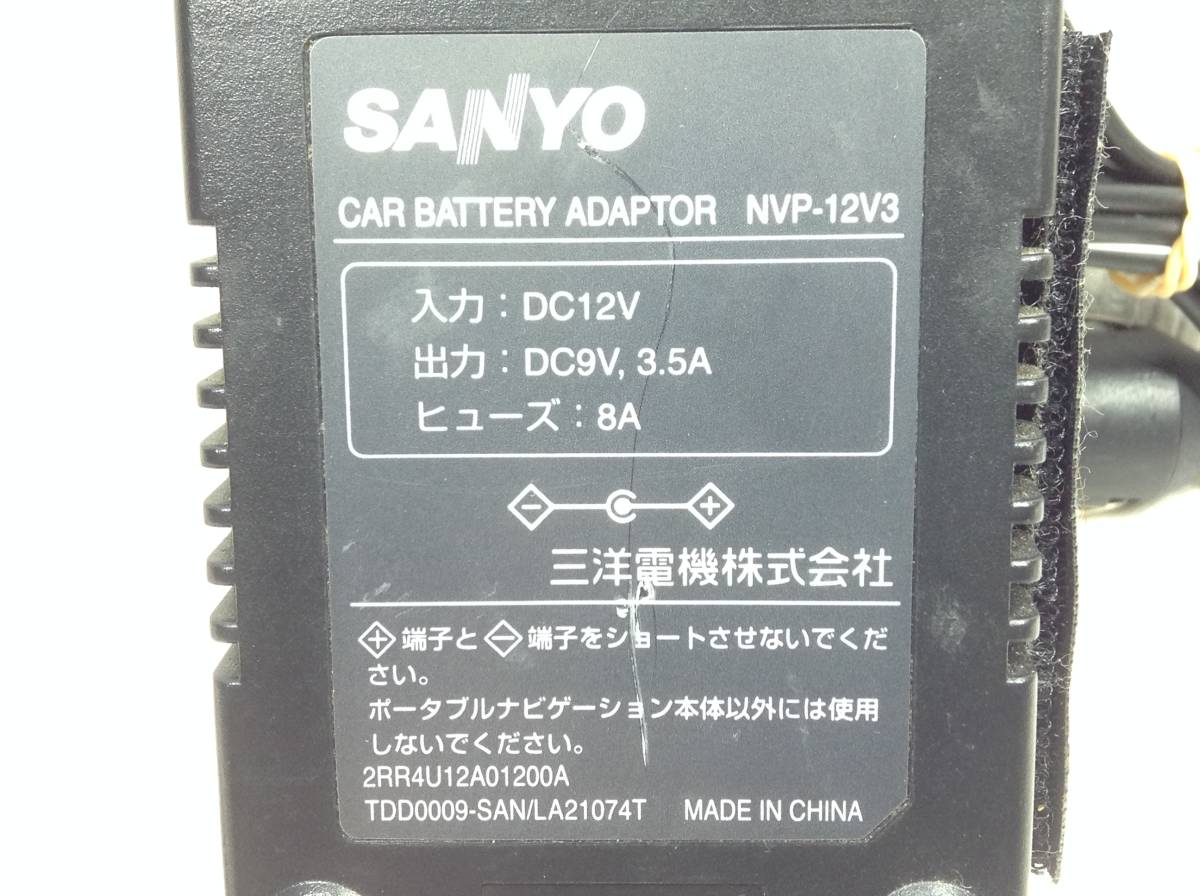 SANYO
CAR BATTERY ADAPTOR NVP-12V3
入力：DC12V
出力：DC9V, 3.5A
ヒューズ：8A
三洋電機株式会社
⊕端子と⊖端子をショートさせないでくだ
さい。
ポータブルナビゲーション本体以外には使用
しないでください。
2RR4U12A01200A
TDD0009-SAN/LA21074T MADE IN CHINA